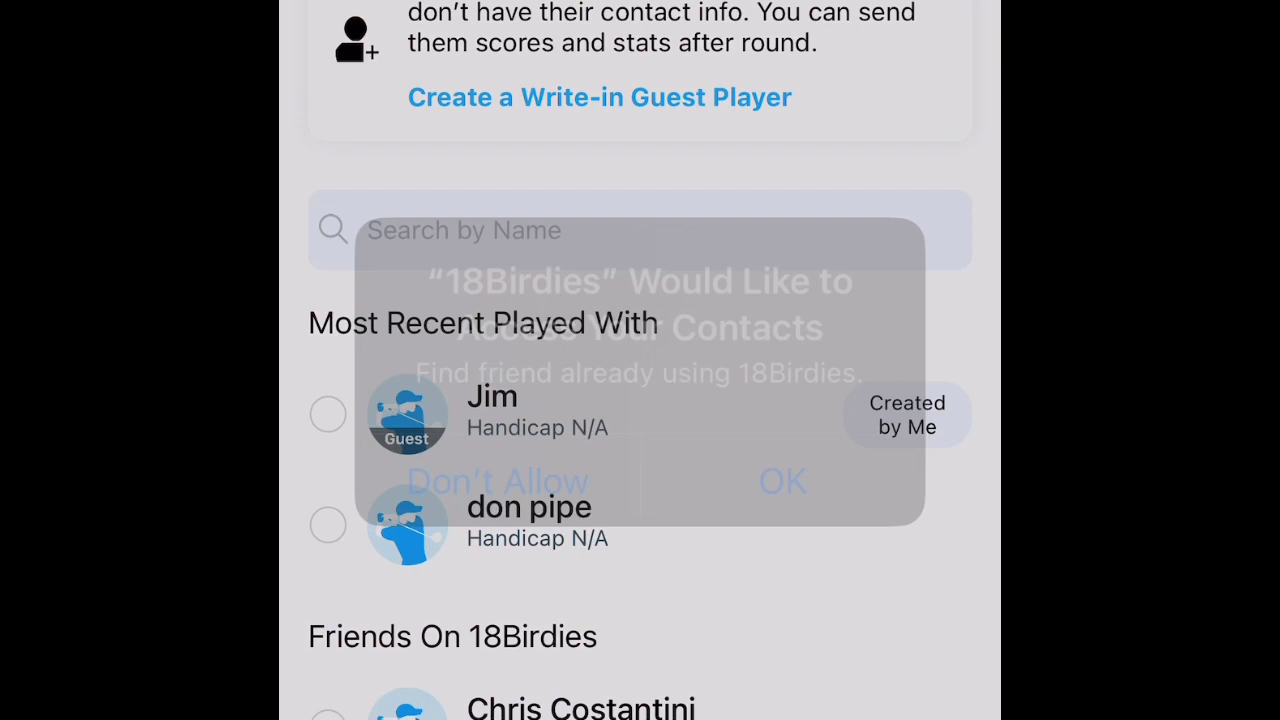 don’t have their contact info. You can send
them scores and stats after round.
Create a Write-in Guest Player
Search by Name
“18Birdies” Would Like to
Access Your Contacts
Find friend already using 18Birdies.
Don’t Allow
OK
Most Recent Played With
Jim
Handicap N/A
Guest
Created
by Me
don pipe
Handicap N/A
Friends On 18Birdies
Chris Costantini